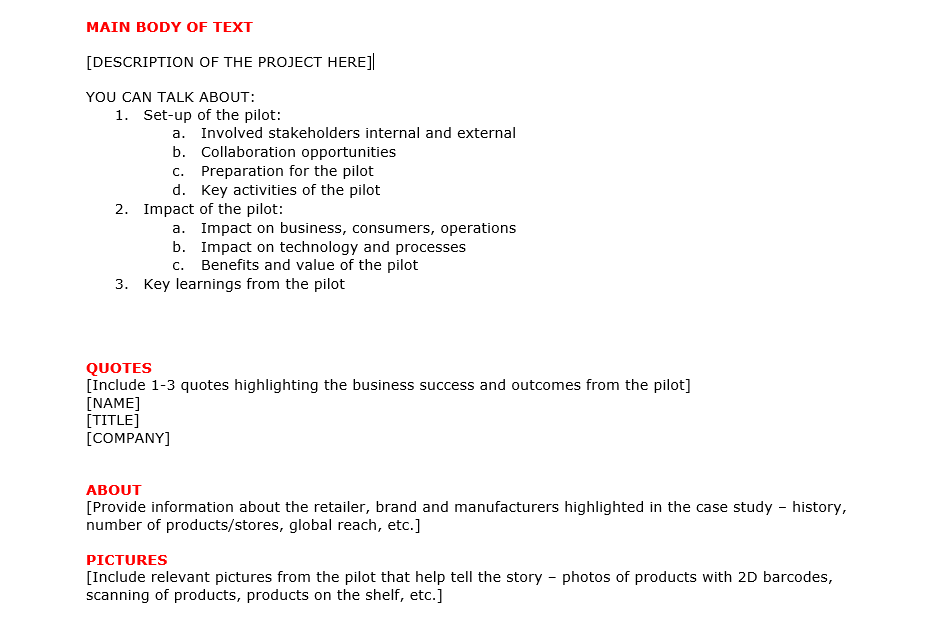 MAIN BODY OF TEXT
[DESCRIPTION OF THE PROJECT HERE]
YOU CAN TALK ABOUT:
1. Set-up of the pilot:
a. Involved stakeholders internal and external
b. Collaboration opportunities
c. Preparation for the pilot
d. Key activities of the pilot
2. Impact of the pilot:
a. Impact on business, consumers, operations
b. Impact on technology and processes
c. Benefits and value of the pilot
3. Key learnings from the pilot
QUOTES
[Include 1-3 quotes highlighting the business success and outcomes from the pilot]
[NAME]
[TITLE]
[COMPANY]
ABOUT
[Provide information about the retailer, brand and manufacturers highlighted in the case study – history,
number of products/stores, global reach, etc.]
PICTURES
[Include relevant pictures from the pilot that help tell the story – photos of products with 2D barcodes,
scanning of products, products on the shelf, etc.]